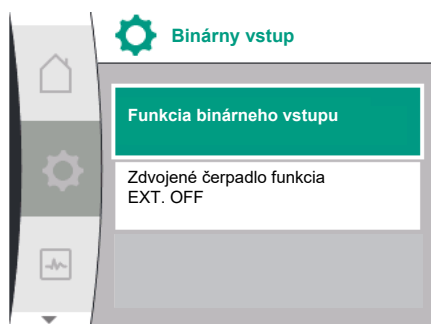 Binárny vstup
Funkcia binárneho vstupu
Zdvojené čerpadlo funkcia
EXT. OFF